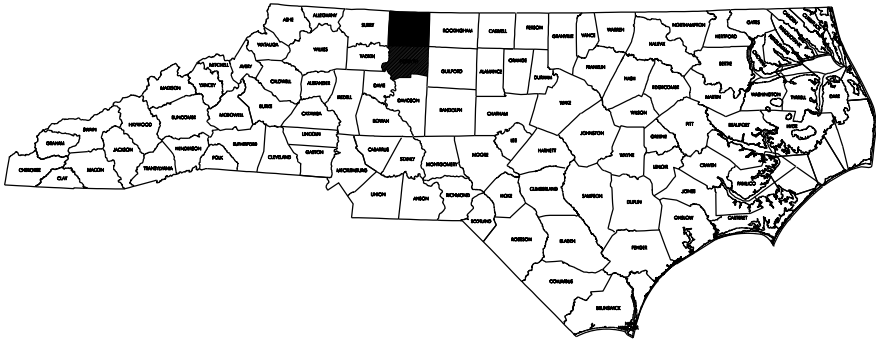 ASHE
ALLEGHANY
SURRY
ROCKINGHAM
CASWELL
PERSON
GRANVILLE
VANCE
WARREN
NORTHAMPTON
GATES
HERTFORD
HALIFAX
WATAUGA
WILKES
YADKIN
GUILFORD
ALAMANCE
ORANGE
DURHAM
FRANKLIN
NASH
EDGECOMBE
BERTIE
MARTIN
WASHINGTON
TYRRELL
DARE
MITCHELL
AVERY
MADISON
YANCEY
CALDWELL
ALEXANDER
IREDELL
DAVIE
DAVIDSON
RANDOLPH
CHATHAM
WAKE
WILSON
PITT
BEAUFORT
HYDE
BURKE
MCDOWELL
CATAWBA
ROWAN
HAYWOOD
BUNCOMBE
SWAIN
GRAHAM
JACKSON
HENDERSON
RUTHERFORD
LINCOLN
CLEVELAND
GASTON
POLK
TRANSYLVANIA
MACON
CHEROKEE
CLAY
CABARRUS
STANLY
MONTGOMERY
MOORE
LEE
HARNETT
JOHNSTON
WAYNE
GREENE
LENOIR
CRAVEN
PAMLICO
MECKLENBURG
UNION
ANSON
RICHMOND
HOKE
CUMBERLAND
SAMPSON
DUPLIN
JONES
ONSLOW
CARTERET
SCOTLAND
ROBESON
BLADEN
PENDER
COLUMBUS
BRUNSWICK